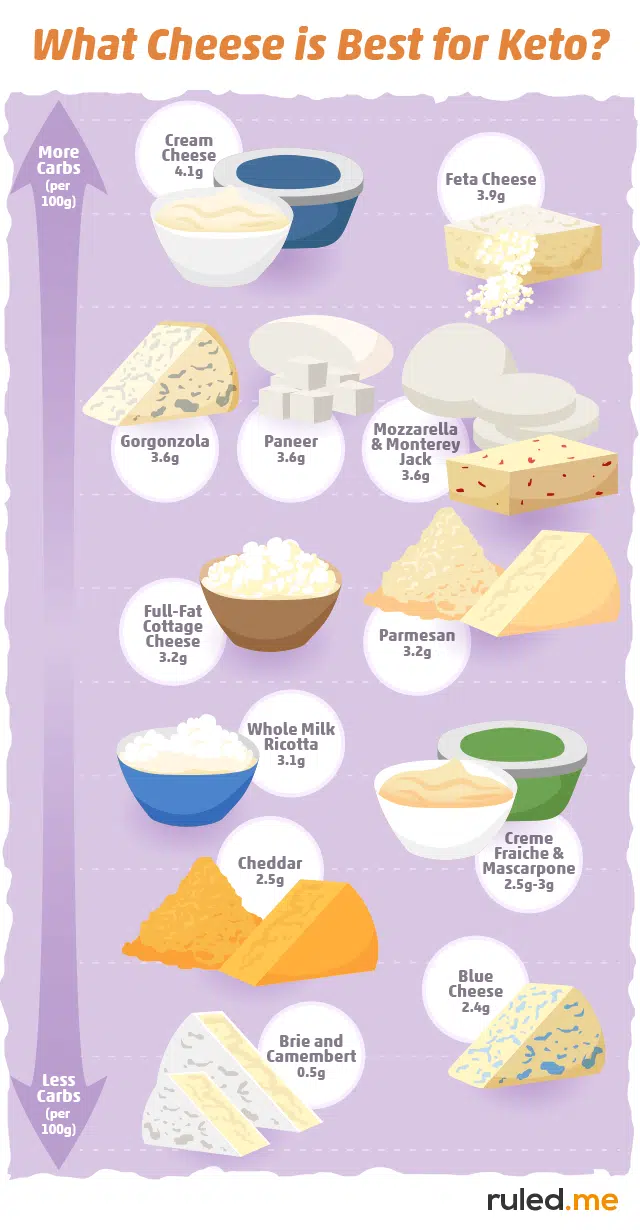 What Cheese is Best for Keto?
More
Carbs
(per
100g)
Cream
Cheese
4.1g
Feta Cheese
3.9g
Gorgonzola
3.6g
Paneer
3.6g
Mozzarella
& Monterey
Jack
3.6g
Full-Fat
Cottage
Cheese
3.2g
Parmesan
3.2g
Whole Milk
Ricotta
3.1g
Creme
Fraiche &
Mascarpone
2.5g-3g
Cheddar
2.5g
Blue
Cheese
2.4g
Brie and
Camembert
0.5g
Less
Carbs
(per
100g)
ruled.me